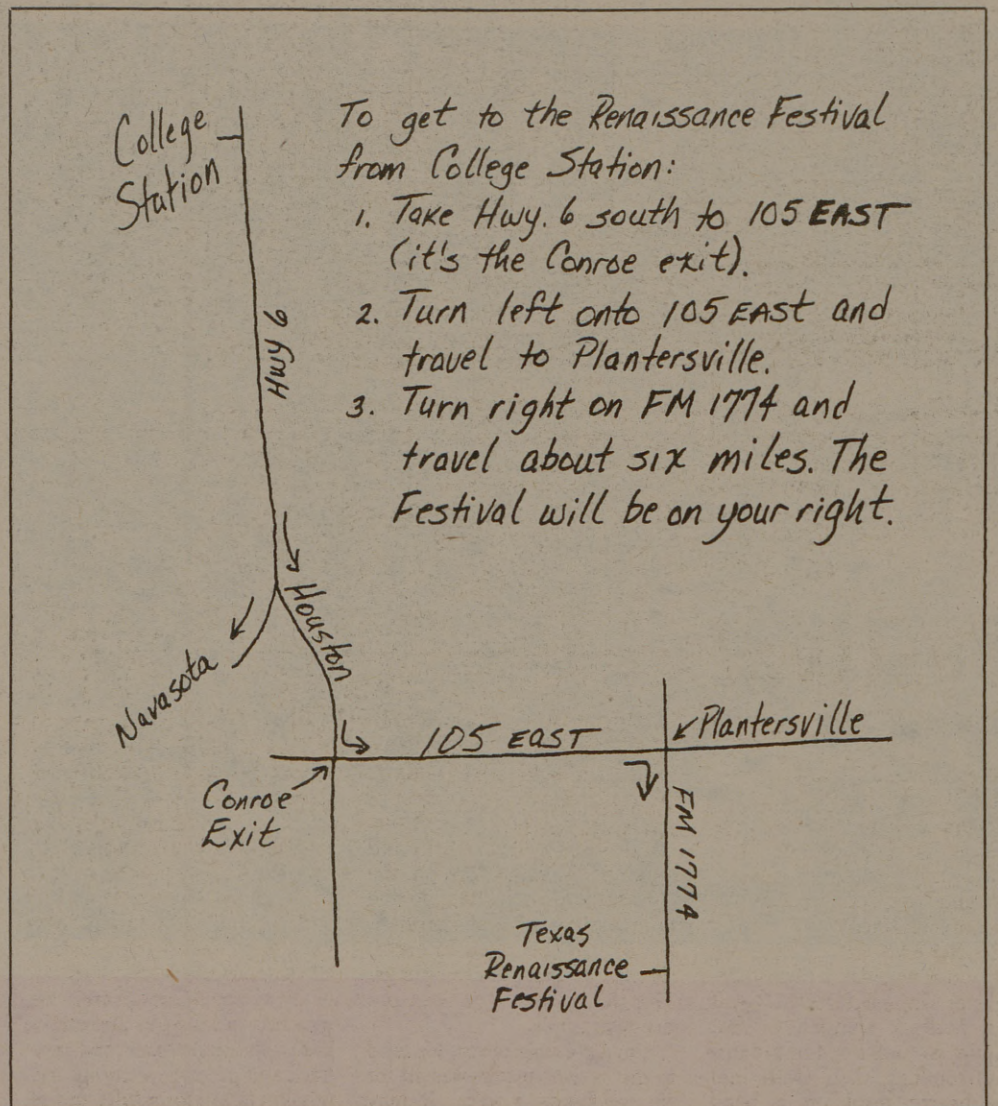 College
Station
To get to the Renaissance Festival
from College Station:
1. Take Hwy. 6 south to 105 EAST
(it's the Conroe exit).
2. Turn left onto 105 EAST and
travel to Plantersville.
3. Turn right on FM 1774 and
travel about six miles. The
Festival will be on your right.
Hwy 6
Houston
Navasota
105 EAST
Plantersville
Conroe
Exit
FM 1774
Texas
Renaissance
Festival